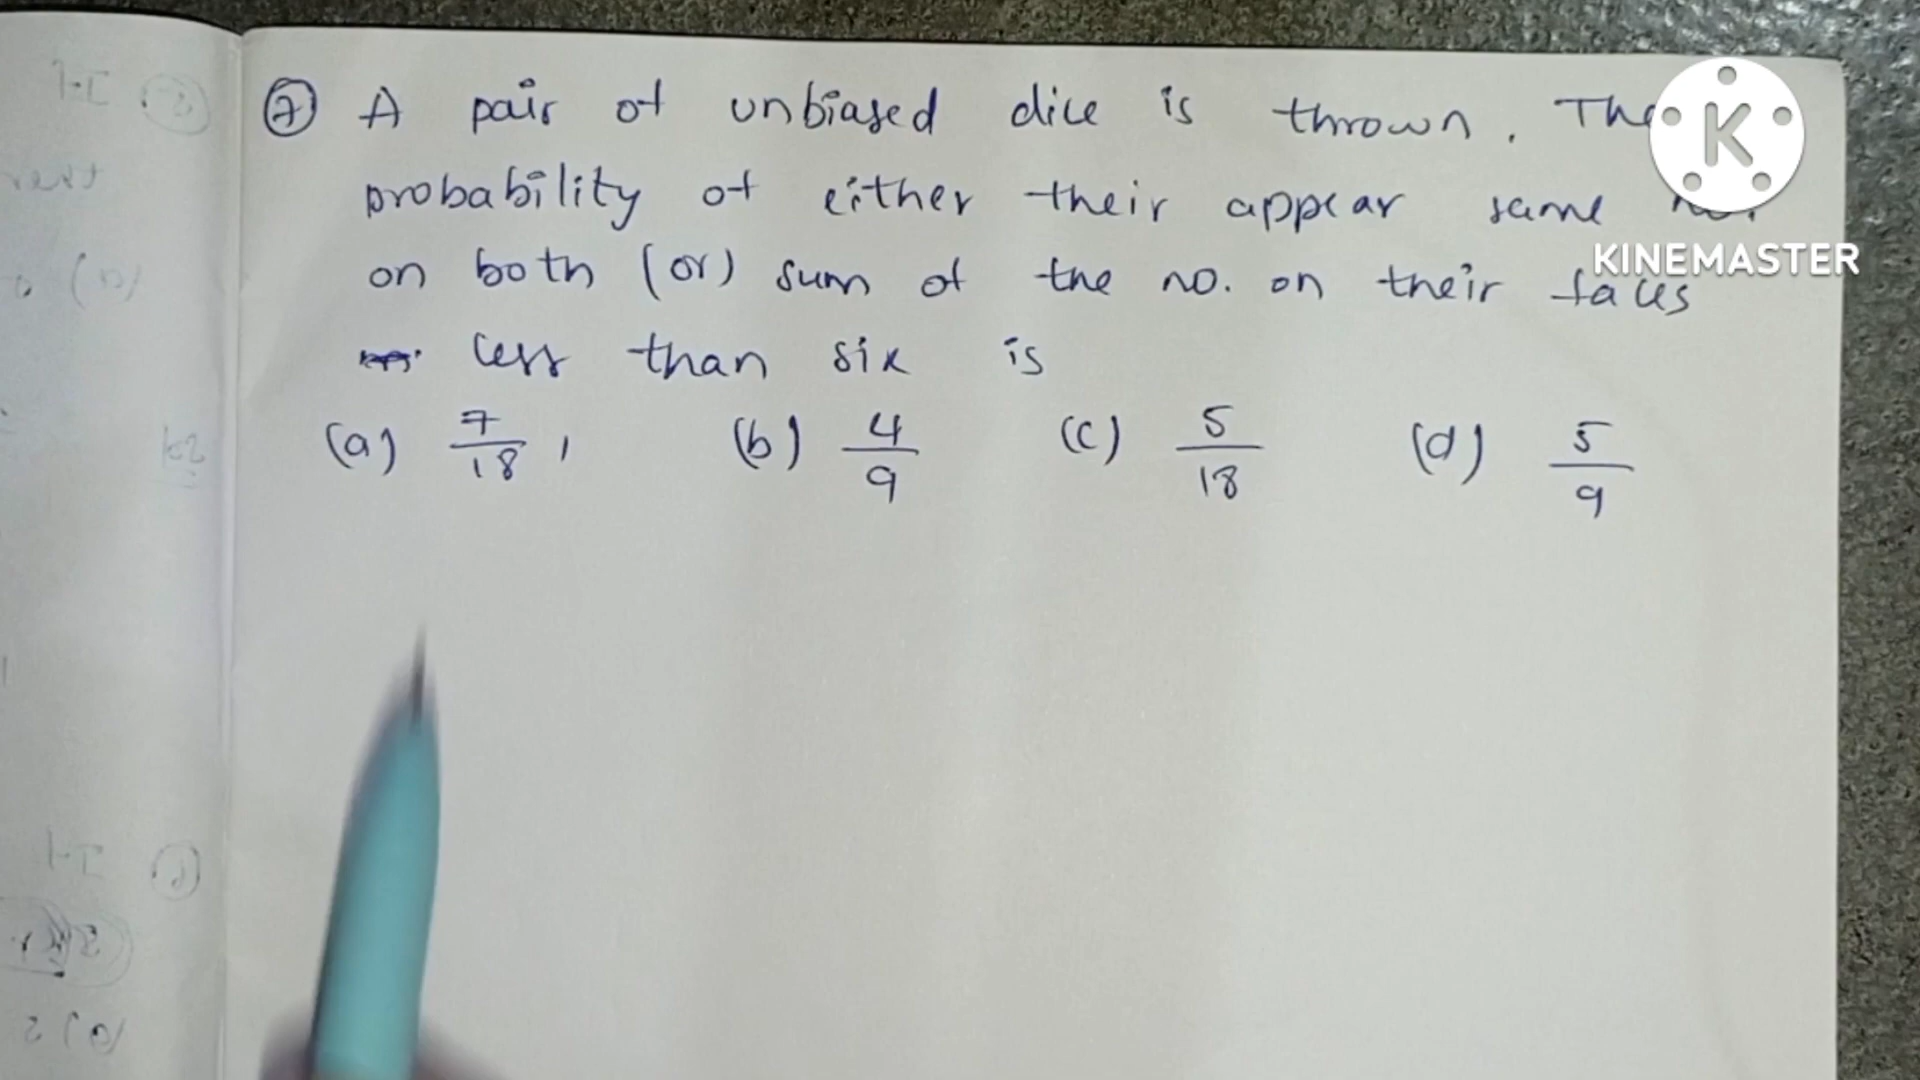 ⑦ A pair of unbiased dice is thrown. The
probability of either their appear same no.
on both (or) sum of the no. on their faces
less than six is
(a) 7/18 , (b) 4/9 (c) 5/18 (d) 5/9
K
KINEMASTER